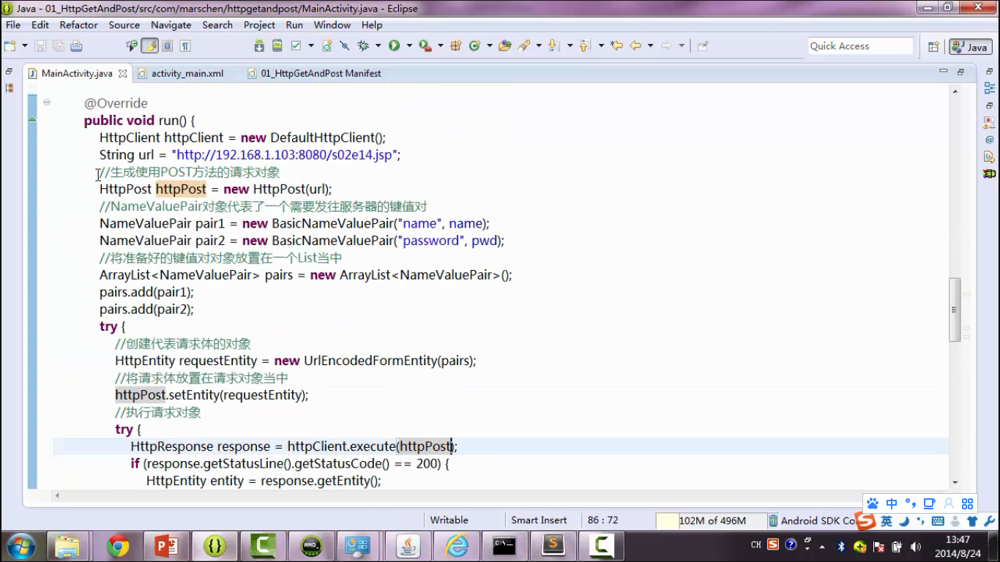 Java - 01_HttpGetAndPost/src/com/marschen/httpgetandpost/MainActivity.java - Eclipse
File Edit Refactor Source Navigate Search Project Run Window Help
Quick Access
Java
MainActivity.java activity_main.xml 01_HttpGetAndPost Manifest
@Override
public void run() {
HttpClient httpClient = new DefaultHttpClient();
String url = "http://192.168.1.103:8080/s02e14.jsp";
//生成使用POST方法的请求对象
HttpPost httpPost = new HttpPost(url);
//NameValuePair对象代表了一个需要发往服务器的键值对
NameValuePair pair1 = new BasicNameValuePair("name", name);
NameValuePair pair2 = new BasicNameValuePair("password", pwd);
//将准备好的键值对对象放置在一个List当中
ArrayList<NameValuePair> pairs = new ArrayList<NameValuePair>();
pairs.add(pair1);
pairs.add(pair2);
try {
//创建代表请求体的对象
HttpEntity requestEntity = new UrlEncodedFormEntity(pairs);
//将请求体放置在请求对象当中
httpPost.setEntity(requestEntity);
//执行请求对象
try {
HttpResponse response = httpClient.execute(httpPost);
if (response.getStatusLine().getStatusCode() == 200) {
HttpEntity entity = response.getEntity();
中
Writable Smart Insert 86 : 72 102M of 496M Android SDK Co
英
CH
13:47
2014/8/24